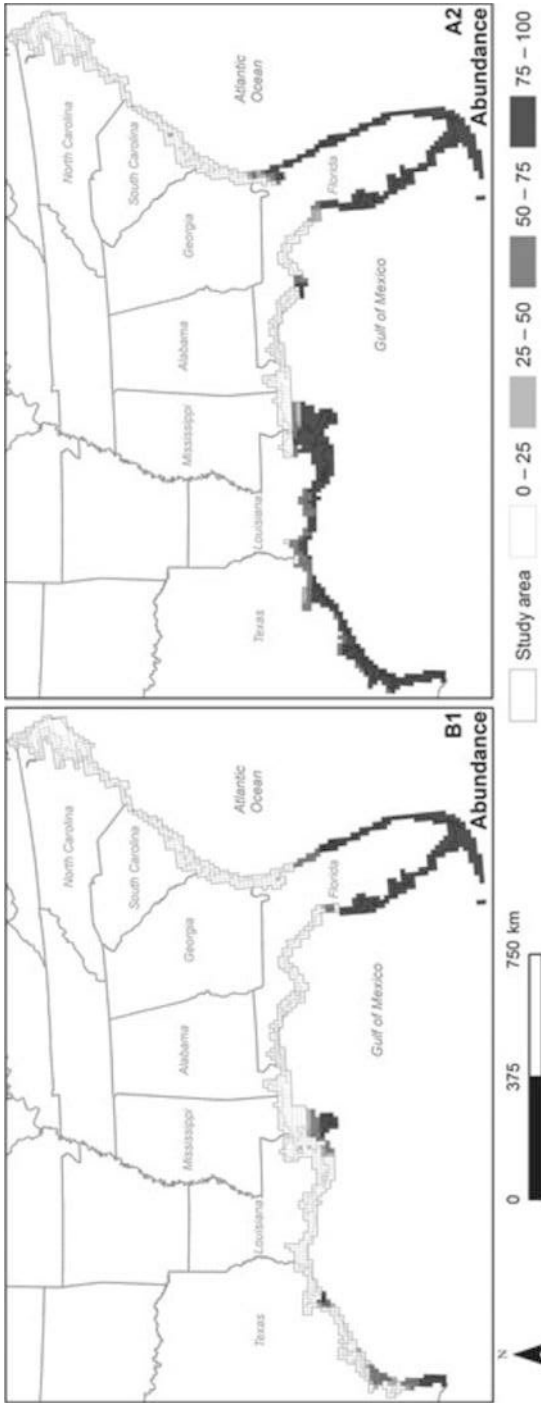 North Carolina
South Carolina
Georgia
Alabama
Mississippi
Louisiana
Texas
Florida
Atlantic
Ocean
Gulf of Mexico
B1
Abundance
North Carolina
South Carolina
Georgia
Alabama
Mississippi
Louisiana
Texas
Florida
Atlantic
Ocean
Gulf of Mexico
A2
Abundance
N
0 375 750 km
Study area 0 – 25 25 – 50 50 – 75 75 – 100